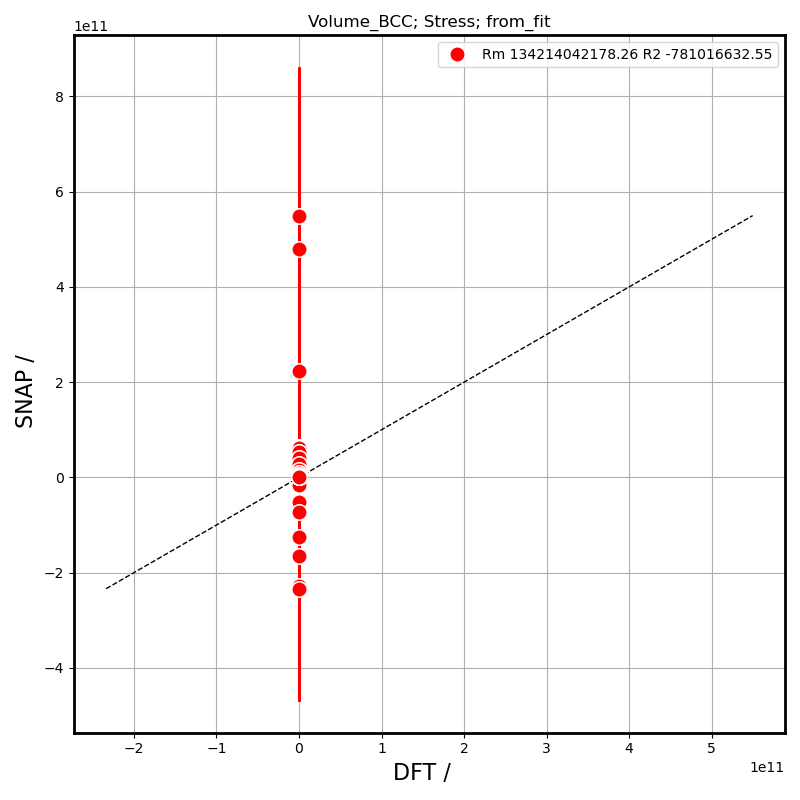 Volume_BCC; Stress; from_fit
1e11
Rm 134214042178.26 R2 -781016632.55
8
6
4
2
0
−2
−4
SNAP /
−2 −1 0 1 2 3 4 5
1e11
DFT /